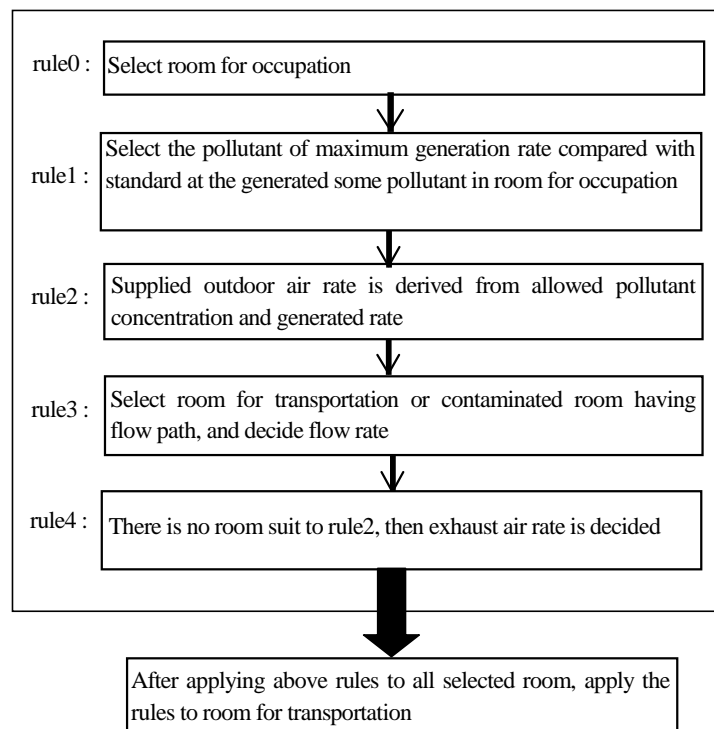 rule0 : Select room for occupation
rule1 : Select the pollutant of maximum generation rate compared with
standard at the generated some pollutant in room for occupation
rule2 : Supplied outdoor air rate is derived from allowed pollutant
concentration and generated rate
rule3 : Select room for transportation or contaminated room having
flow path, and decide flow rate
rule4 : There is no room suit to rule2, then exhaust air rate is decided
After applying above rules to all selected room, apply the
rules to room for transportation